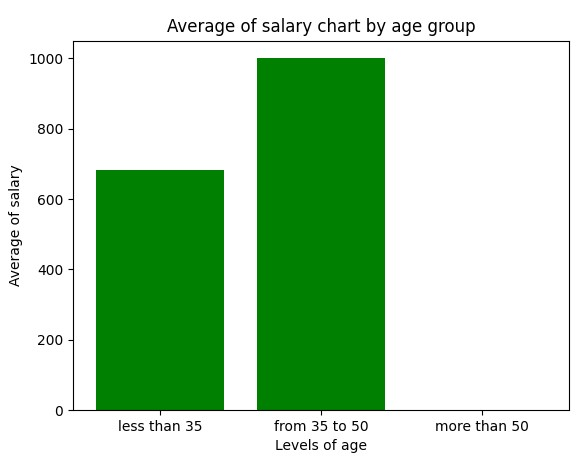 Average of salary chart by age group
1000
800
600
400
200
0
Average of salary
less than 35 from 35 to 50 more than 50
Levels of age